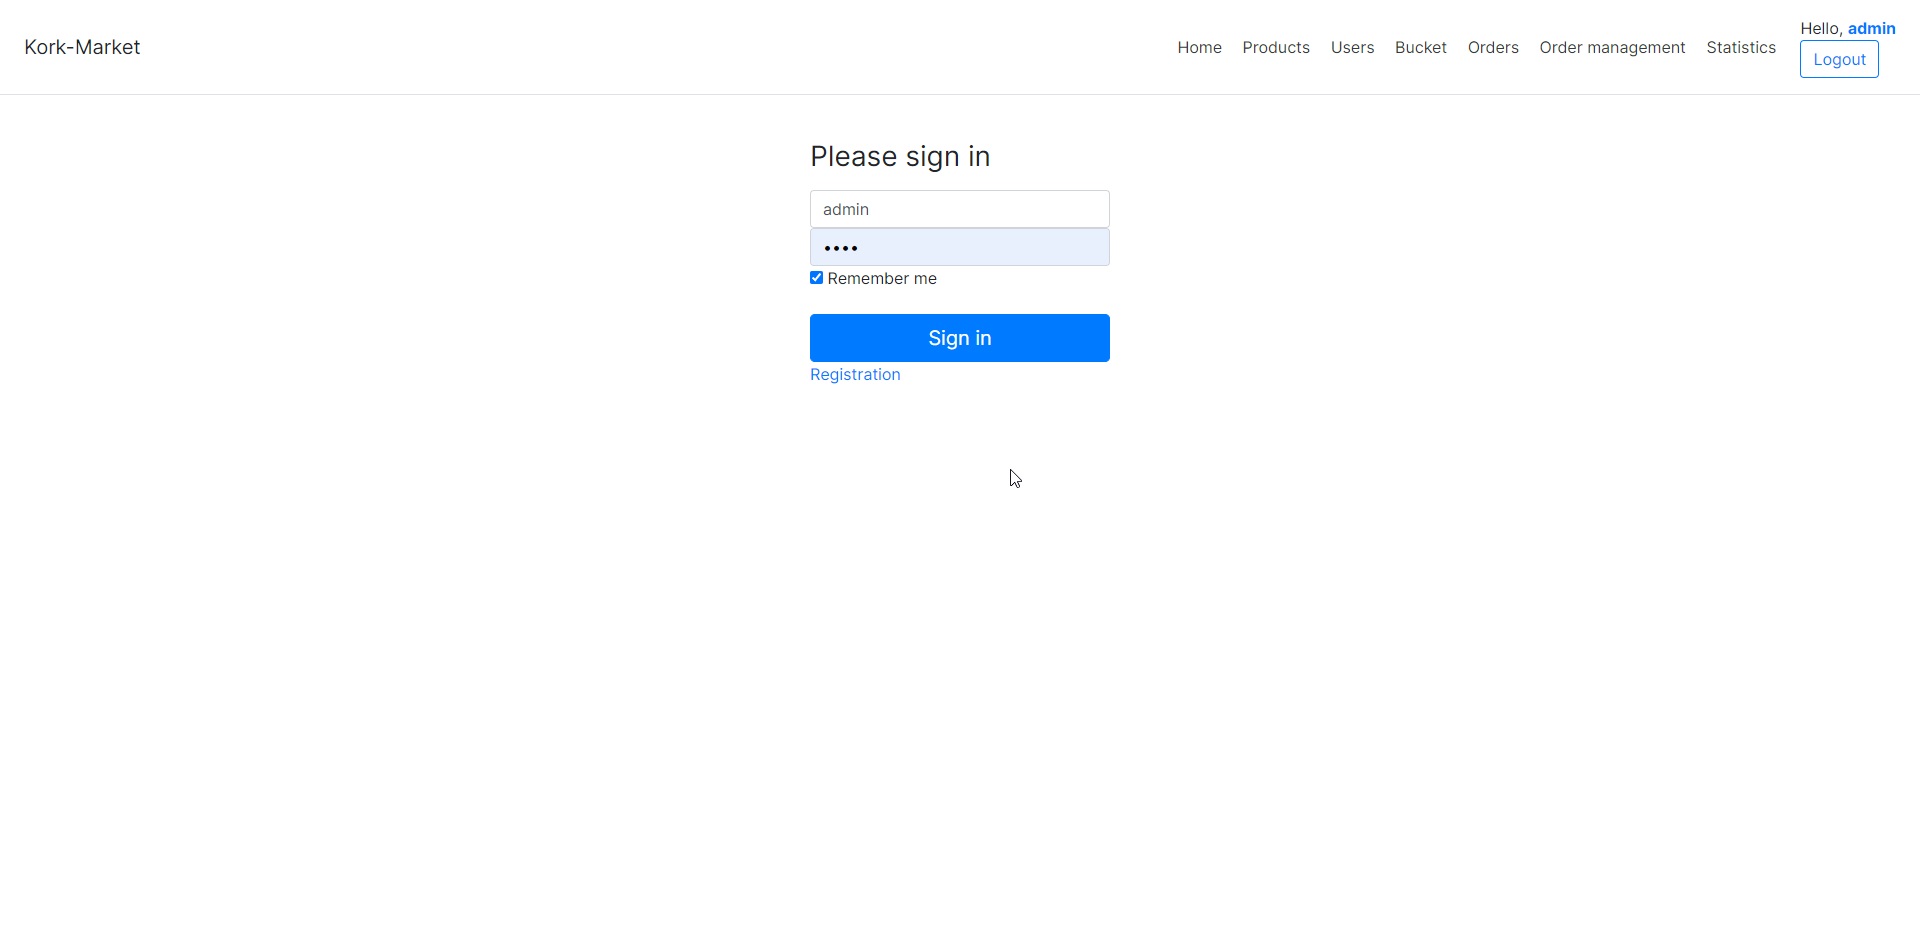 Kork-Market
Home Products Users Bucket Orders Order management Statistics
Hello, admin
Logout
Please sign in
admin
••••
Remember me
Sign in
Registration